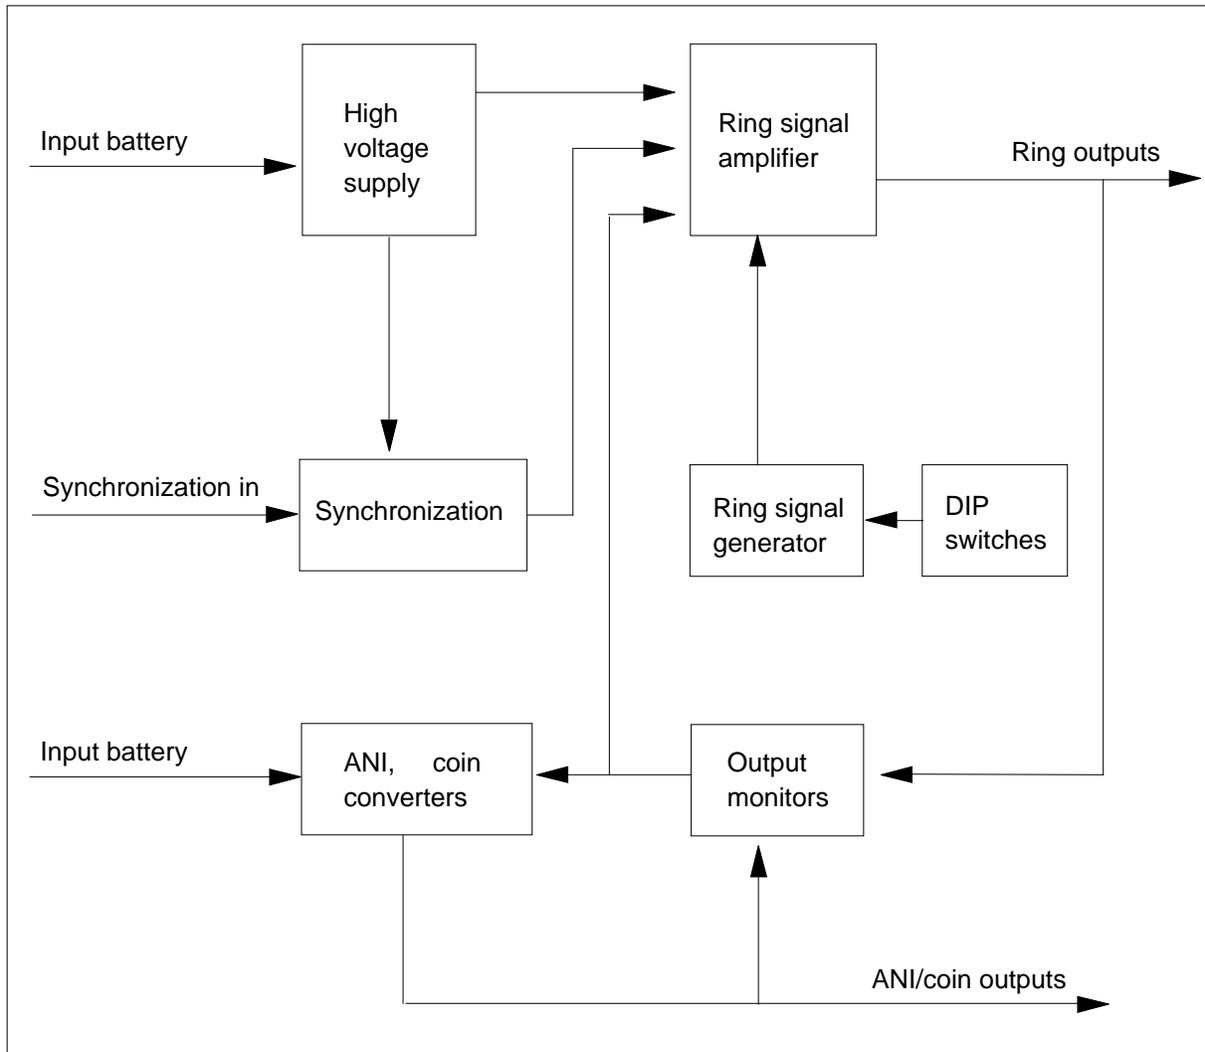 Input battery
High
voltage
supply
Ring signal
amplifier
Ring outputs
Synchronization in
Synchronization
Ring signal
generator
DIP
switches
Input battery
ANI, coin
converters
Output
monitors
ANI/coin outputs